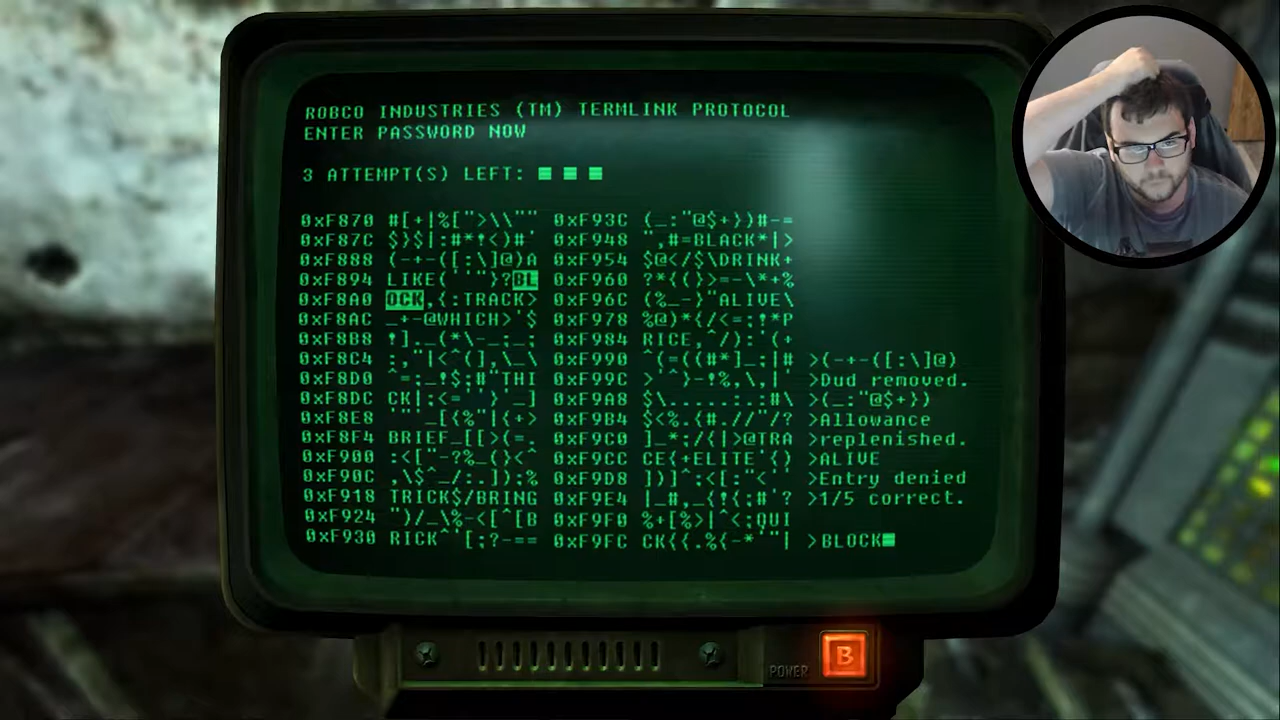 ROBCO INDUSTRIES (TM) TERMLINK PROTOCOL
ENTER PASSWORD NOW
3 ATTEMPT(S) LEFT:
0xF870 #[+|%[">\\"" 0xF93C (_:"@$+})#-=
0xF87C $}$|:#*!<)#' 0xF948 ",#=BLACK*|>
0xF888 (-+-([:\]@)A 0xF954 $@</$\DRINK+
0xF894 LIKE(''"}?BL 0xF960 ?*{(}>=-\*+%
0xF8A0 OCK,{:TRACK> 0xF96C (%_-}"ALIVE\
0xF8AC _+-@WHICH>'$ 0xF978 %@)*{/<=;!*P
0xF8B8 !]._(*\-_:_: 0xF984 RICE,^/):'(+
0xF8C4 :,"|<^(],\_\ 0xF990 ^(=((#*]_:|# >(-+-([:\]@)
0xF8D0 ^=;_!$;#"THI 0xF99C >'^}-!%,\,|' >Dud removed.
0xF8DC CK|;<=''}'_] 0xF9A8 $\.....:.:#\ >(_:"@$+})
0xF8E8 '"'_[{%"|{+> 0xF9B4 $<%.{#.//"/? >Allowance
0xF8F4 BRIEF_[[>(=. 0xF9C0 ]_*;/{|>@TRA >replenished.
0xF900 :<["-?%_(}<^ 0xF9CC CE{+ELITE'{) >ALIVE
0xF90C ,\$^_/:.]);% 0xF9D8 ])]^:<[:"<'' >Entry denied
0xF918 TRICK$/BRING 0xF9E4 |_#,_{!{;#'? >1/5 correct.
0xF924 ")/_\%-<[^[B 0xF9F0 %+[%>|^<;QUI
0xF930 RICK^'[;?-== 0xF9FC CK{{.%{-*'"| >BLOCK
POWER B